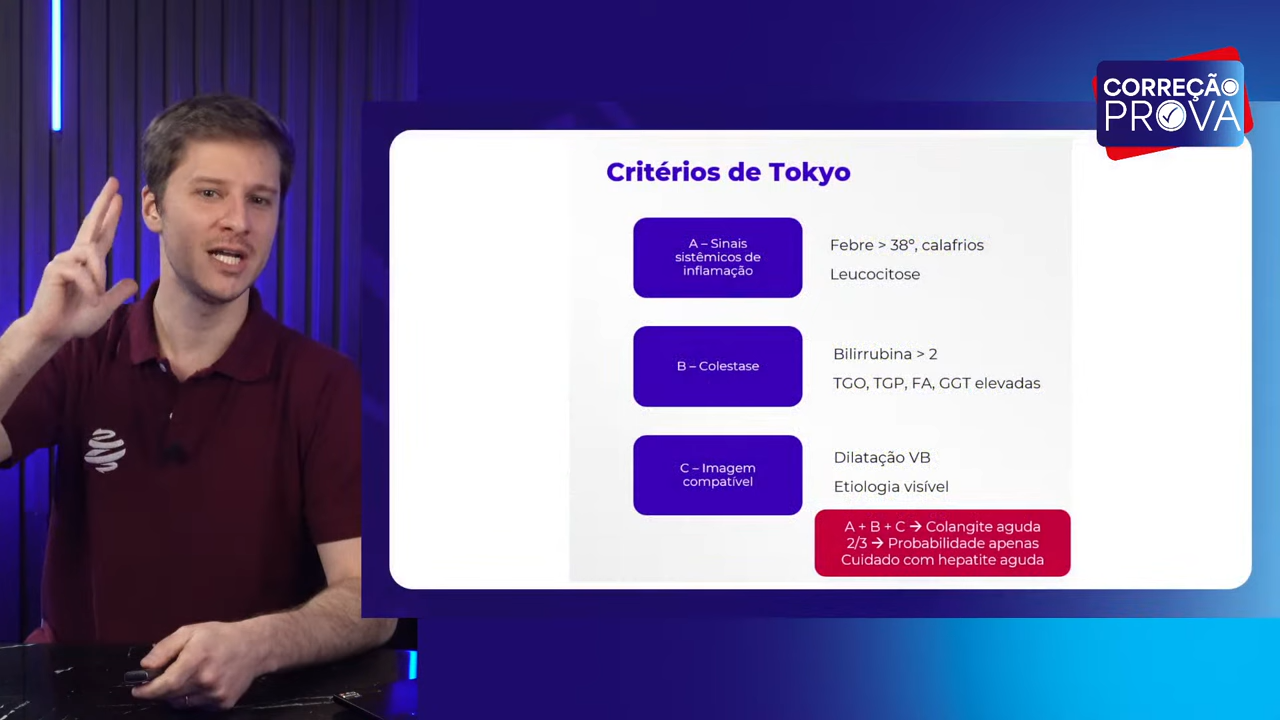 CORREÇÃO
PROVA
Critérios de Tokyo
A – Sinais
sistêmicos de
inflamação
Febre > 38º, calafrios
Leucocitose
B – Colestase
Bilirrubina > 2
TGO, TGP, FA, GGT elevadas
C – Imagem
compatível
Dilatação VB
Etiologia visível
A + B + C → Colangite aguda
2/3 → Probabilidade apenas
Cuidado com hepatite aguda